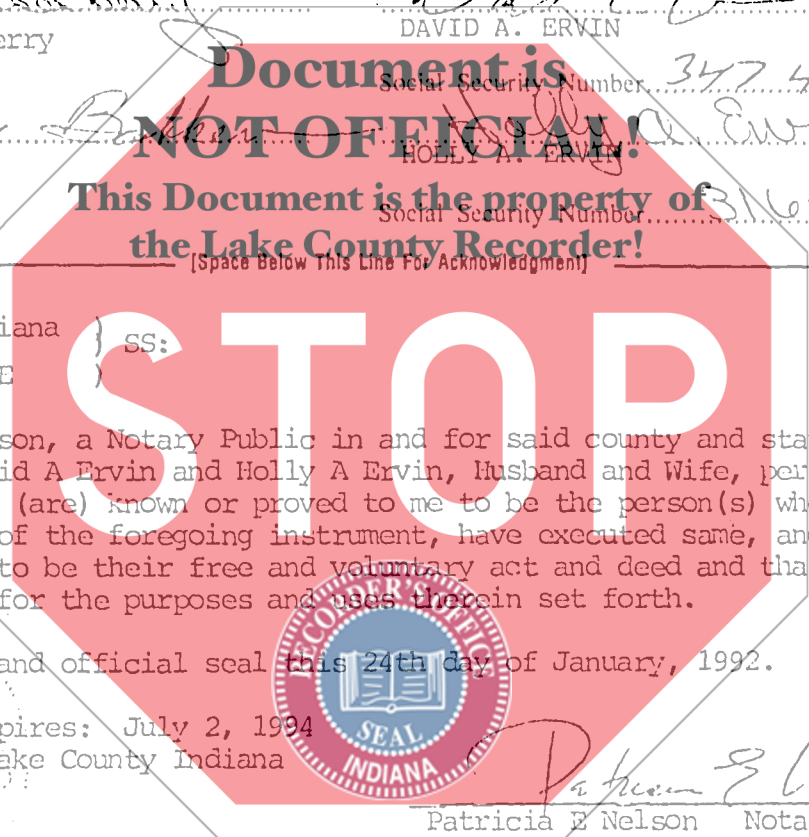 erry
DAVID A. ERVIN
Document is
Social Security Number
NOT OFFICIAL!
Holly A.
HOLLY A. ERVIN
This Document is the property of
Social Security Number
the Lake County Recorder!
[Space Below This Line For Acknowledgment]
iana ) SS:
E )
STOP
son, a Notary Public in and for said county and sta
id A Ervin and Holly A Ervin, Husband and Wife, per
(are) known or proved to me to be the person(s) wh
of the foregoing instrument, have executed same, an
to be their free and voluntary act and deed and tha
for the purposes and uses therein set forth.
RECORDER'S OFFICE
and official seal this 24th day of January, 1992.
pires: July 2, 1994
SEAL
ake County Indiana
INDIANA
Patricia E
Patricia E Nelson Nota